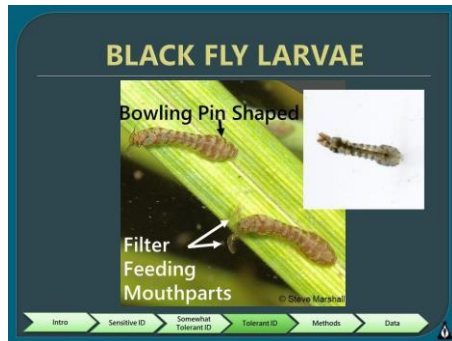 BLACK FLY LARVAE
Bowling Pin Shaped
Filter
Feeding
Mouthparts
© Steve Marshall
Intro
Sensitive ID
Somewhat
Tolerant ID
Tolerant ID
Methods
Data